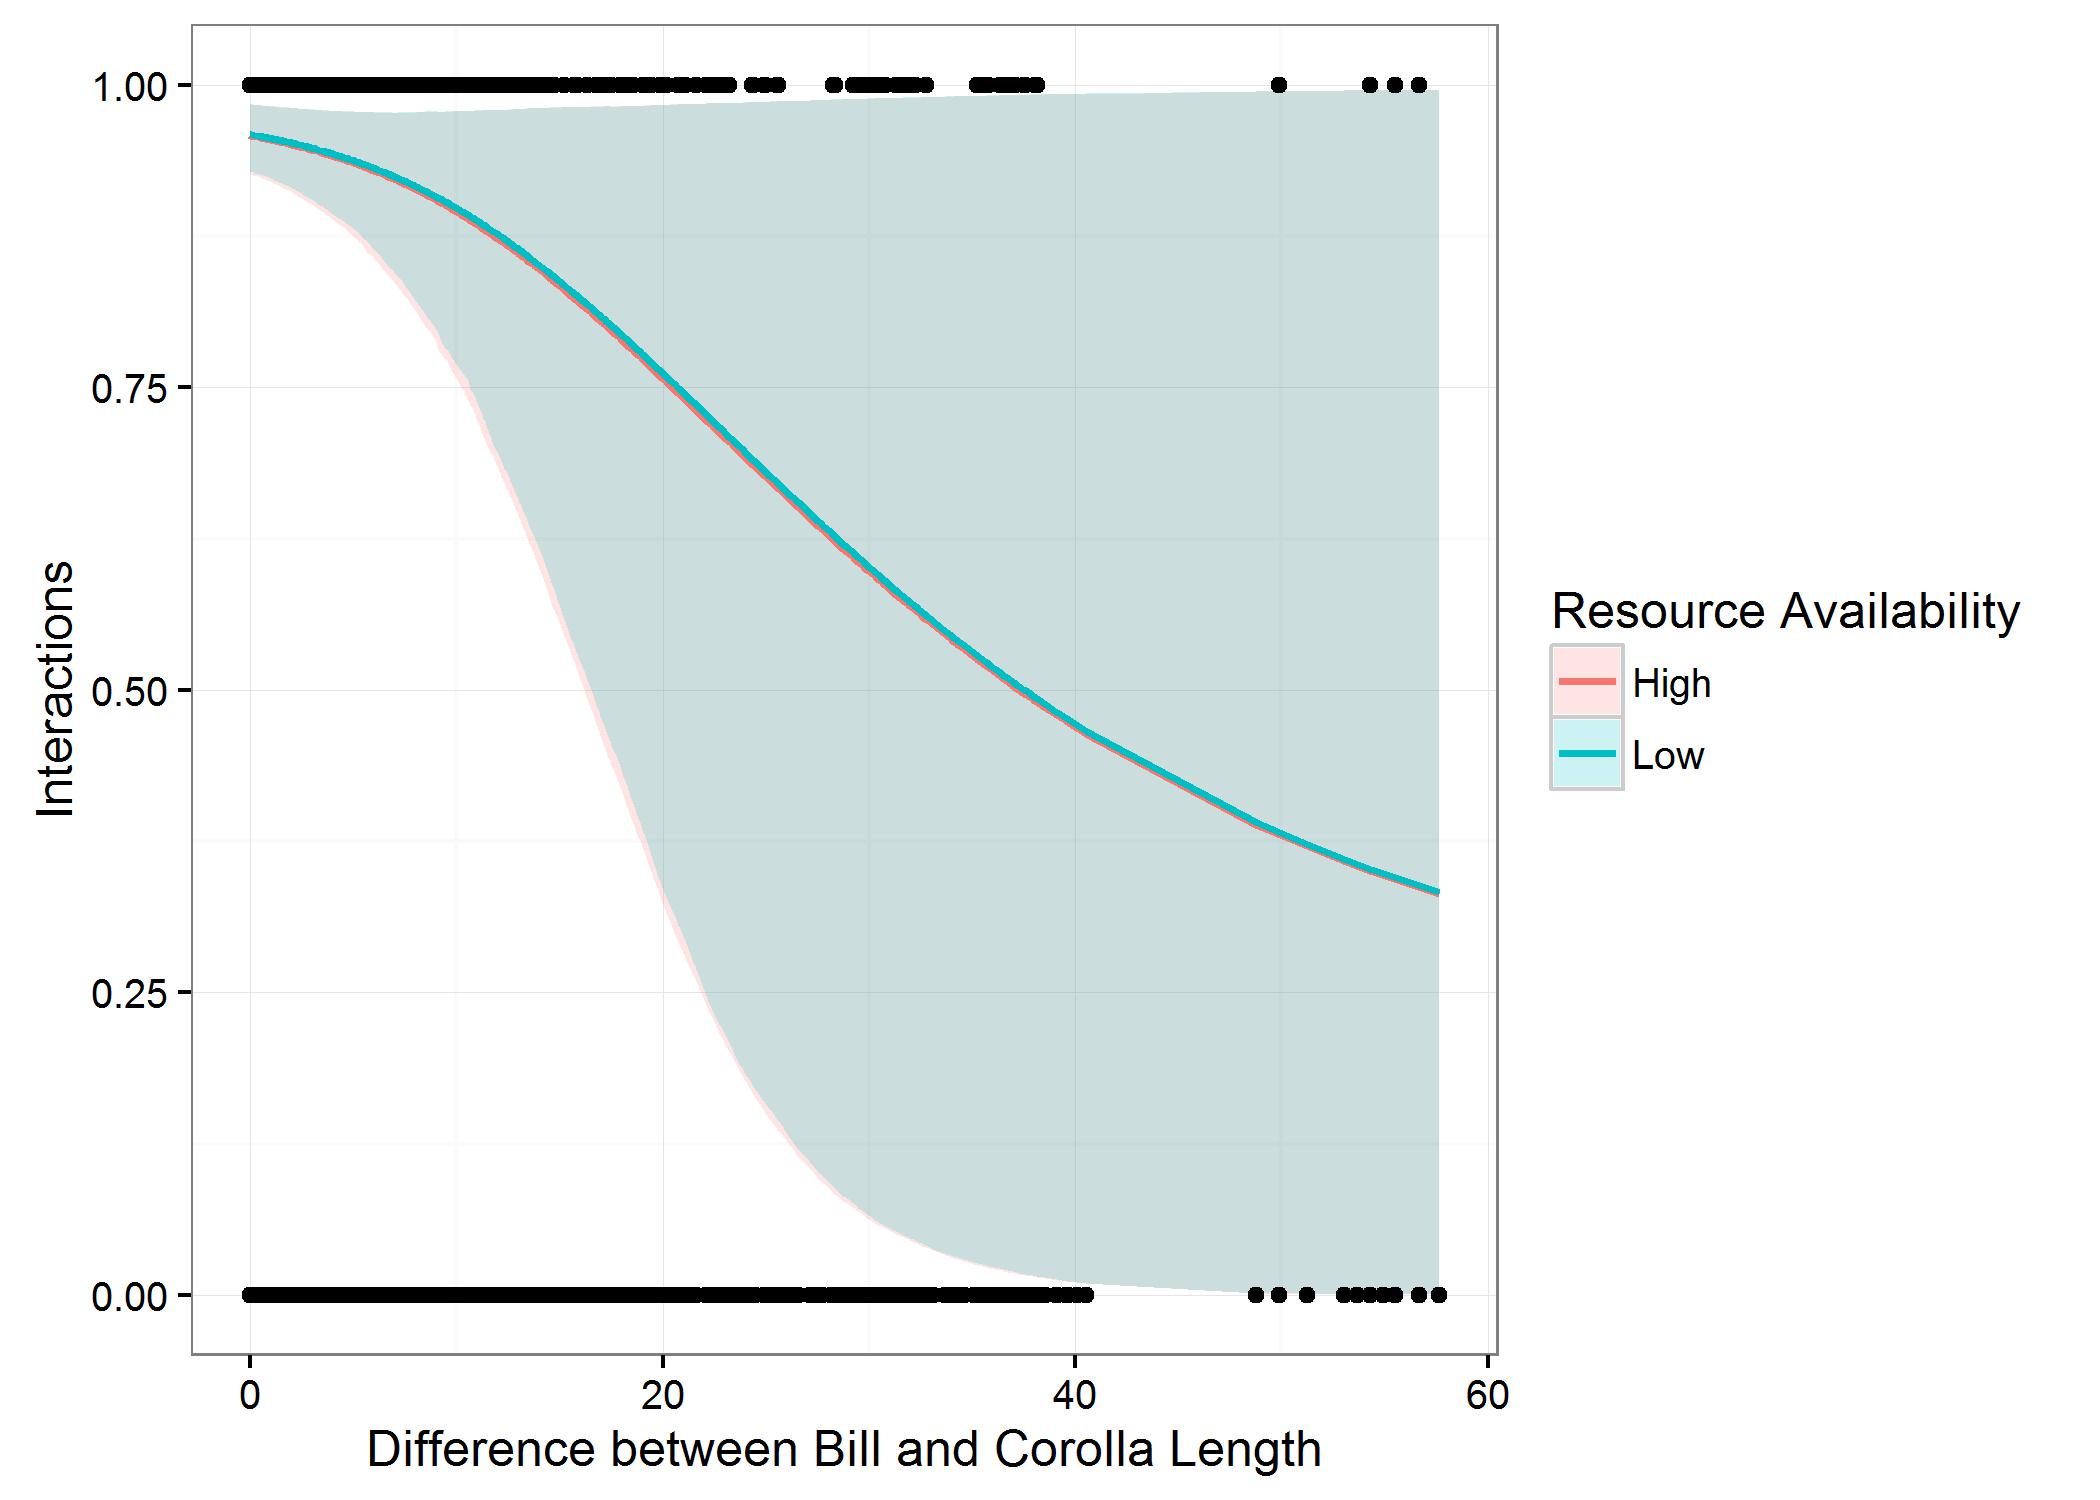 1.00
0.75
0.50
0.25
0.00
Interactions
0
20
40
60
Difference between Bill and Corolla Length
Resource Availability
High
Low